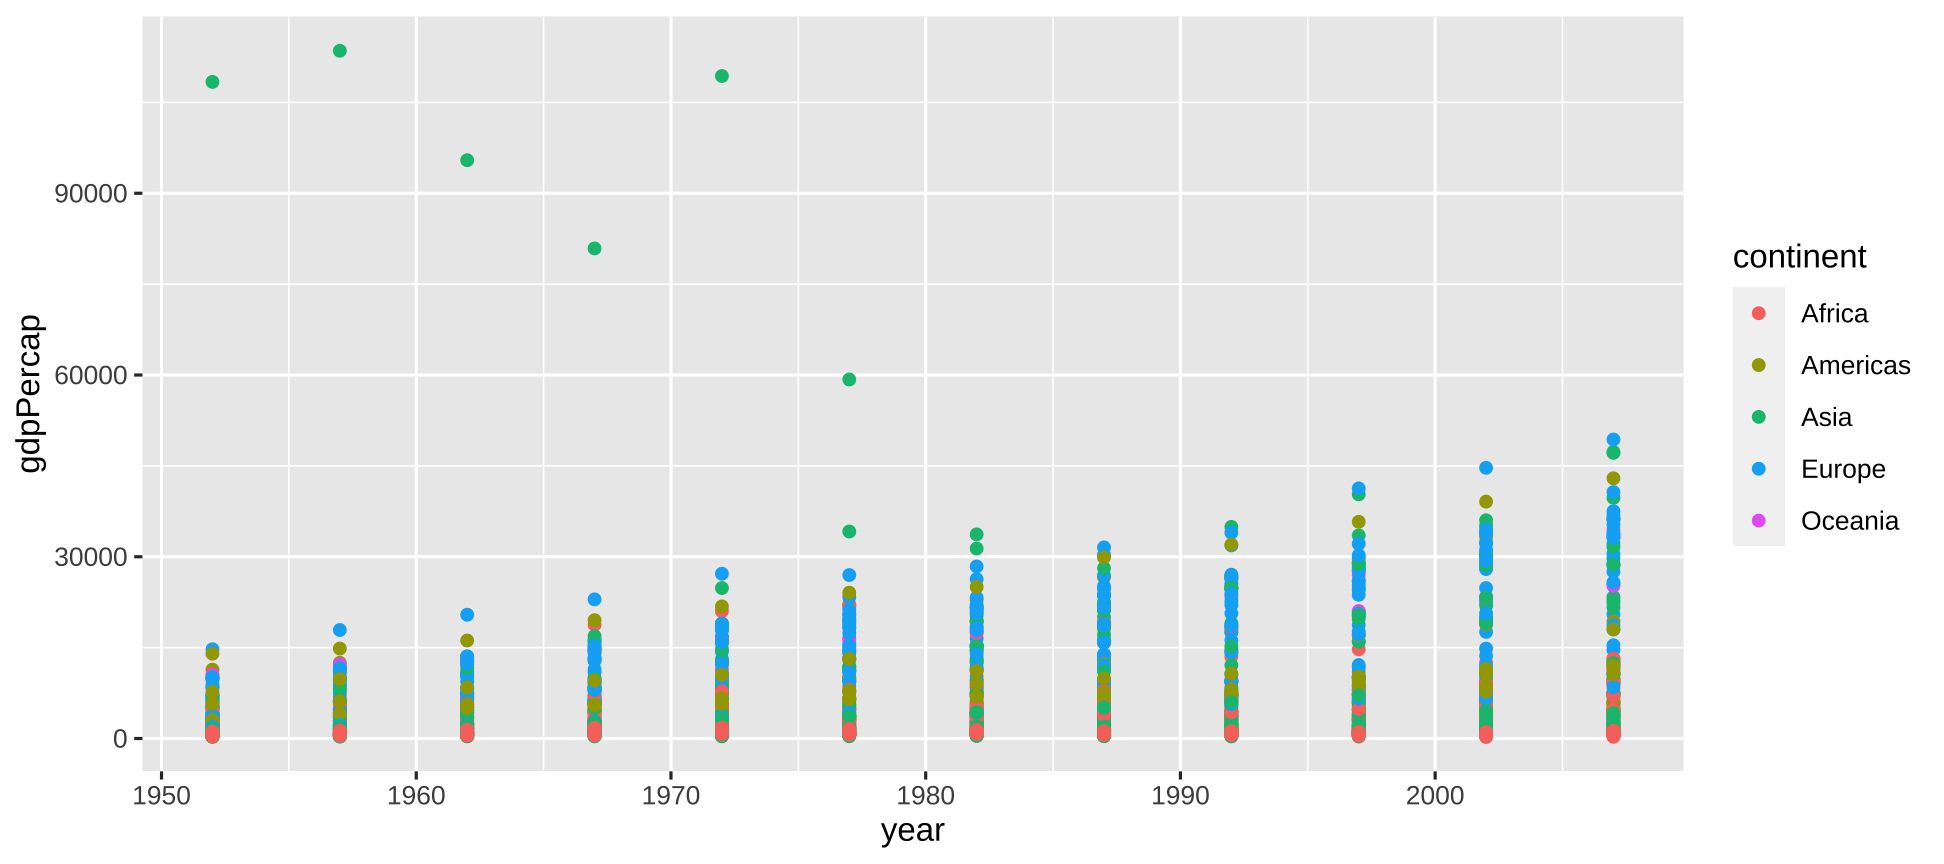 90000
60000
30000
0
gdpPercap
1950
1960
1970
1980
1990
2000
year
continent
Africa
Americas
Asia
Europe
Oceania